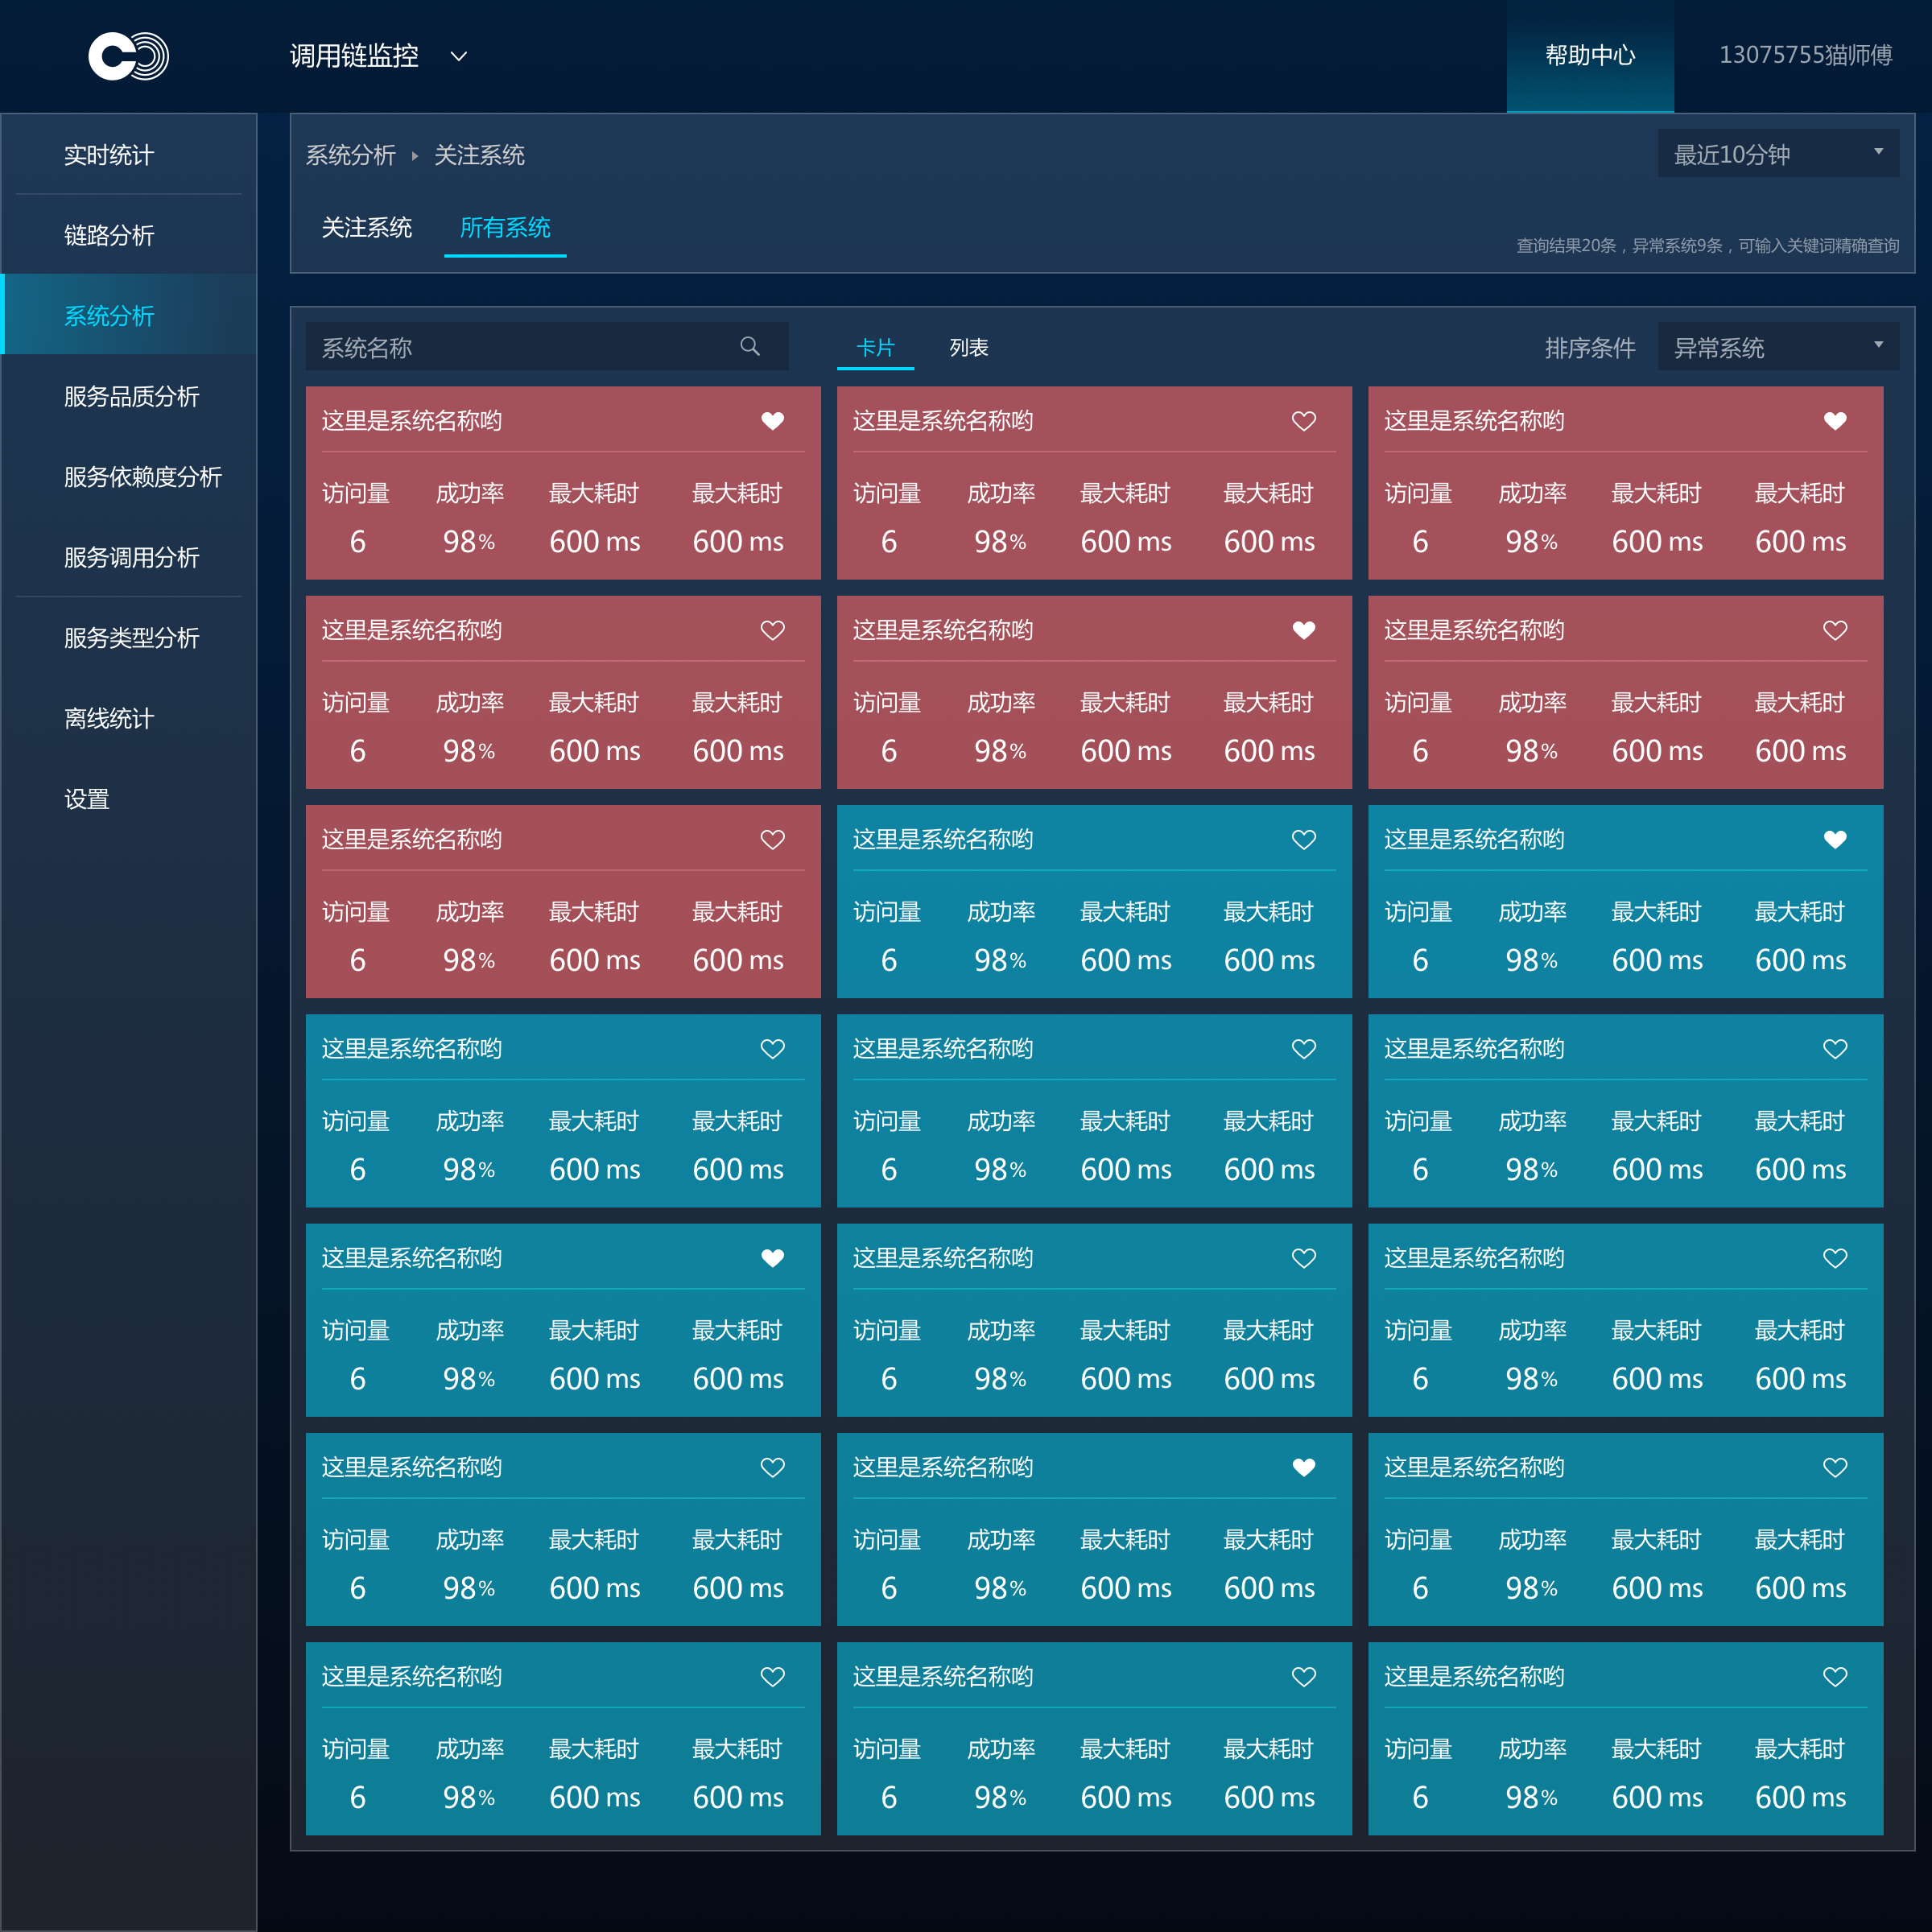 调用链监控
帮助中心
13075755猫师傅
实时统计
链路分析
系统分析
服务品质分析
服务依赖度分析
服务调用分析
服务类型分析
离线统计
设置
系统分析 关注系统
最近10分钟
关注系统 所有系统
查询结果20条，异常系统9条，可输入关键词精确查询
系统名称
卡片 列表
排序条件 异常系统
这里是系统名称哟 这里是系统名称哟 这里是系统名称哟
访问量 成功率 最大耗时 最大耗时 访问量 成功率 最大耗时 最大耗时 访问量 成功率 最大耗时 最大耗时
6 98% 600 ms 600 ms 6 98% 600 ms 600 ms 6 98% 600 ms 600 ms
这里是系统名称哟 这里是系统名称哟 这里是系统名称哟
访问量 成功率 最大耗时 最大耗时 访问量 成功率 最大耗时 最大耗时 访问量 成功率 最大耗时 最大耗时
6 98% 600 ms 600 ms 6 98% 600 ms 600 ms 6 98% 600 ms 600 ms
这里是系统名称哟 这里是系统名称哟 这里是系统名称哟
访问量 成功率 最大耗时 最大耗时 访问量 成功率 最大耗时 最大耗时 访问量 成功率 最大耗时 最大耗时
6 98% 600 ms 600 ms 6 98% 600 ms 600 ms 6 98% 600 ms 600 ms
这里是系统名称哟 这里是系统名称哟 这里是系统名称哟
访问量 成功率 最大耗时 最大耗时 访问量 成功率 最大耗时 最大耗时 访问量 成功率 最大耗时 最大耗时
6 98% 600 ms 600 ms 6 98% 600 ms 600 ms 6 98% 600 ms 600 ms
这里是系统名称哟 这里是系统名称哟 这里是系统名称哟
访问量 成功率 最大耗时 最大耗时 访问量 成功率 最大耗时 最大耗时 访问量 成功率 最大耗时 最大耗时
6 98% 600 ms 600 ms 6 98% 600 ms 600 ms 6 98% 600 ms 600 ms
这里是系统名称哟 这里是系统名称哟 这里是系统名称哟
访问量 成功率 最大耗时 最大耗时 访问量 成功率 最大耗时 最大耗时 访问量 成功率 最大耗时 最大耗时
6 98% 600 ms 600 ms 6 98% 600 ms 600 ms 6 98% 600 ms 600 ms
这里是系统名称哟 这里是系统名称哟 这里是系统名称哟
访问量 成功率 最大耗时 最大耗时 访问量 成功率 最大耗时 最大耗时 访问量 成功率 最大耗时 最大耗时
6 98% 600 ms 600 ms 6 98% 600 ms 600 ms 6 98% 600 ms 600 ms